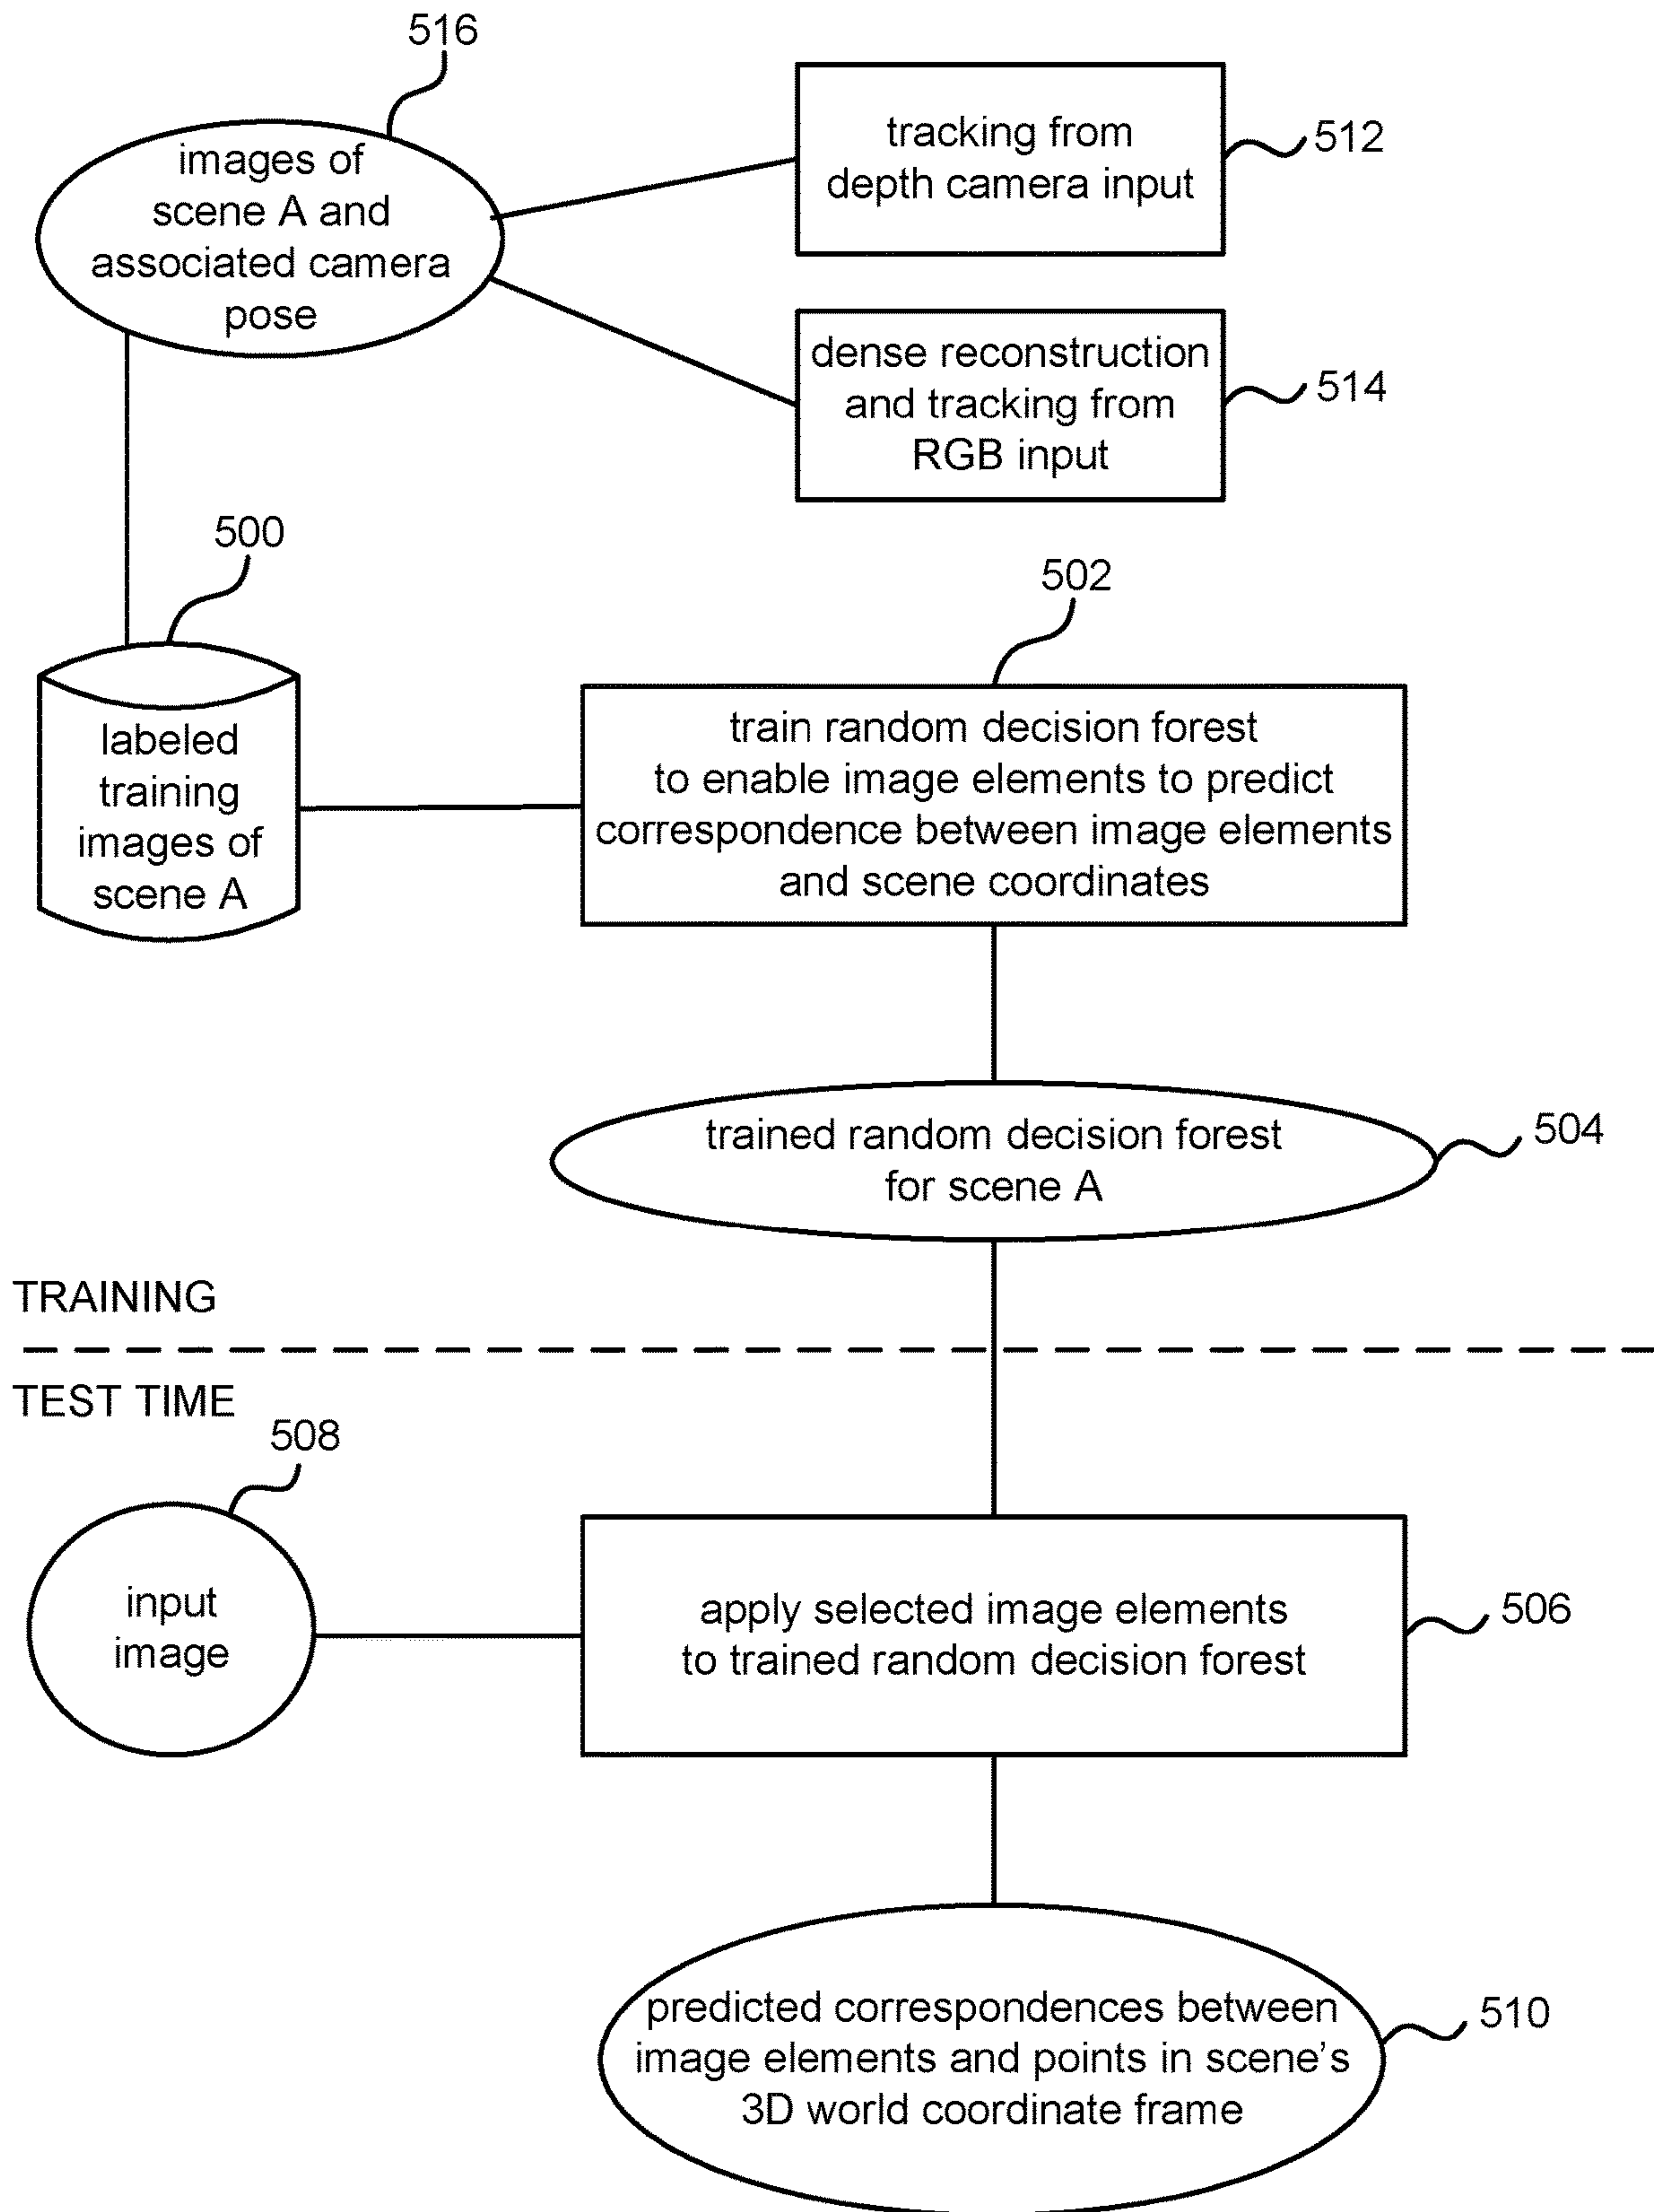 516
images of
scene A and
associated camera
pose
tracking from
depth camera input
512
dense reconstruction
and tracking from
RGB input
514
500
labeled
training
images of
scene A
502
train random decision forest
to enable image elements to predict
correspondence between image elements
and scene coordinates
trained random decision forest
for scene A
504
TRAINING
TEST TIME
508
input
image
apply selected image elements
to trained random decision forest
506
predicted correspondences between
image elements and points in scene's
3D world coordinate frame
510